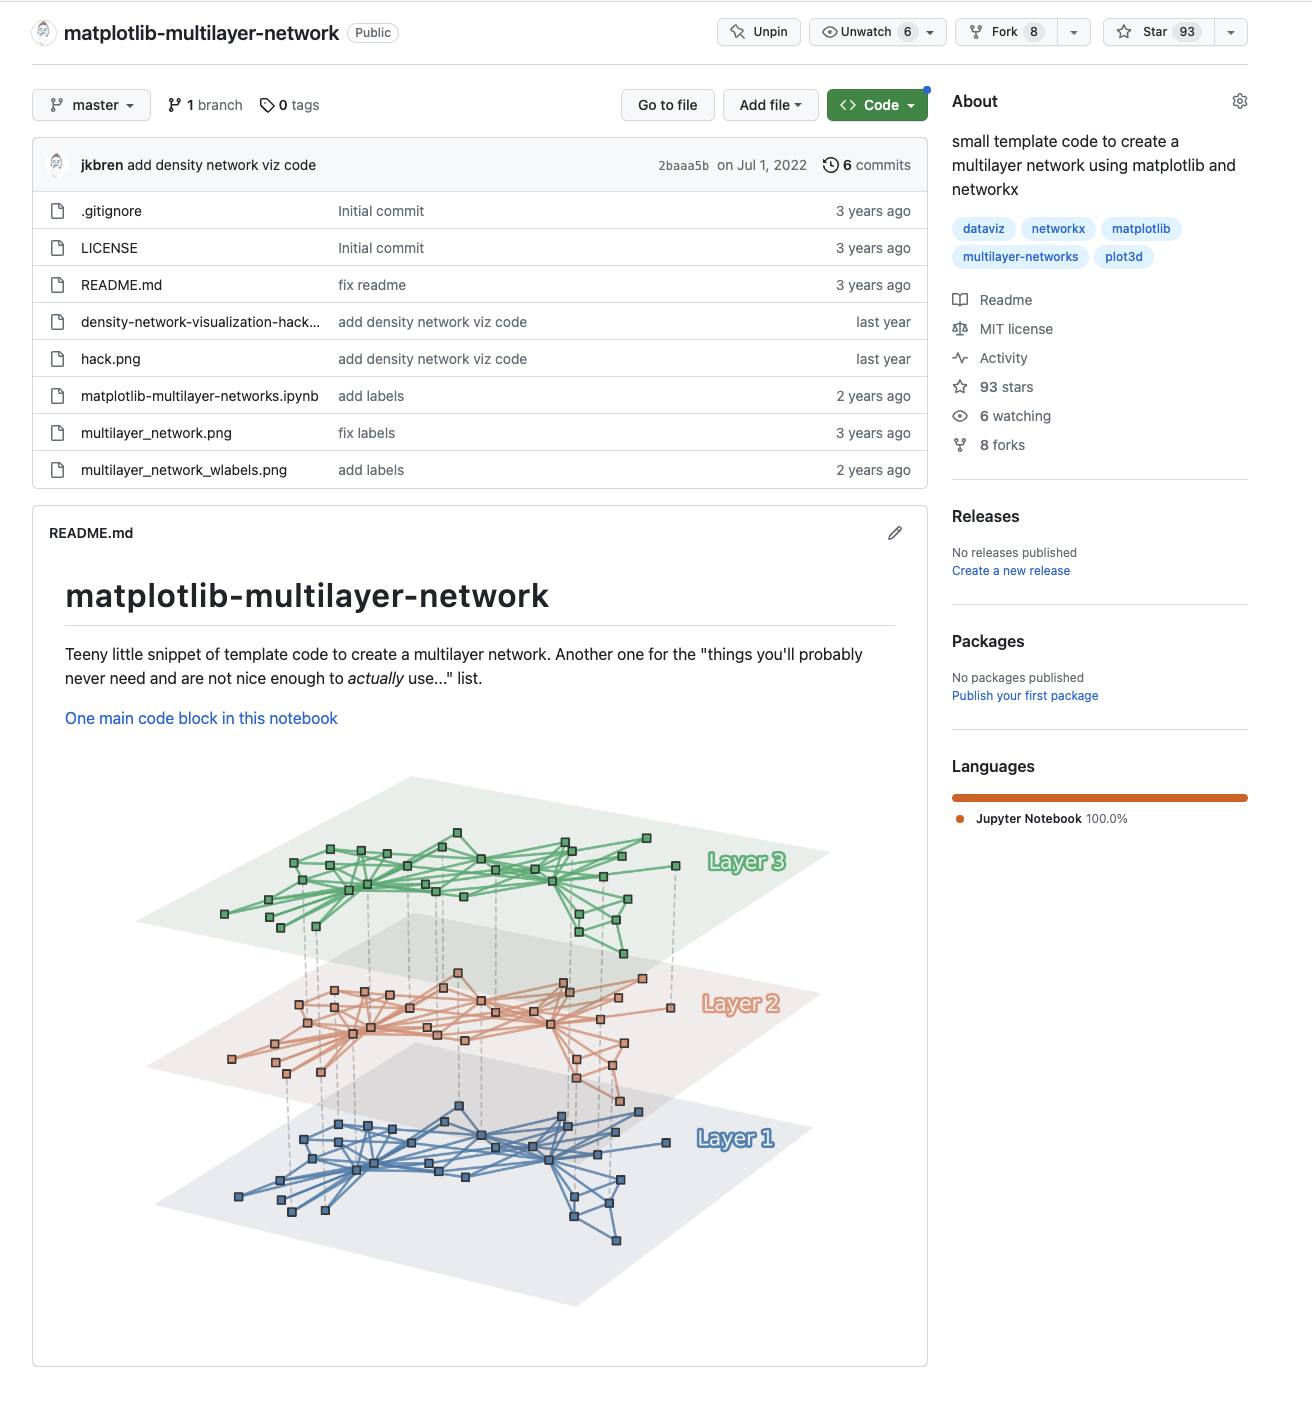 matplotlib-multilayer-network Public Unpin Unwatch 6 Fork 8 Star 93
master 1 branch 0 tags Go to file Add file <> Code
jkbren add density network viz code 2baaa5b on Jul 1, 2022 6 commits
.gitignore Initial commit 3 years ago
LICENSE Initial commit 3 years ago
README.md fix readme 3 years ago
density-network-visualization-hack... add density network viz code last year
hack.png add density network viz code last year
matplotlib-multilayer-networks.ipynb add labels 2 years ago
multilayer_network.png fix labels 3 years ago
multilayer_network_wlabels.png add labels 2 years ago
README.md
matplotlib-multilayer-network
Teeny little snippet of template code to create a multilayer network. Another one for the "things you'll probably
never need and are not nice enough to actually use..." list.
One main code block in this notebook
Layer 3
Layer 2
Layer 1
About
small template code to create a
multilayer network using matplotlib and
networkx
dataviz networkx matplotlib
multilayer-networks plot3d
Readme
MIT license
Activity
93 stars
6 watching
8 forks
Releases
No releases published
Create a new release
Packages
No packages published
Publish your first package
Languages
Jupyter Notebook 100.0%